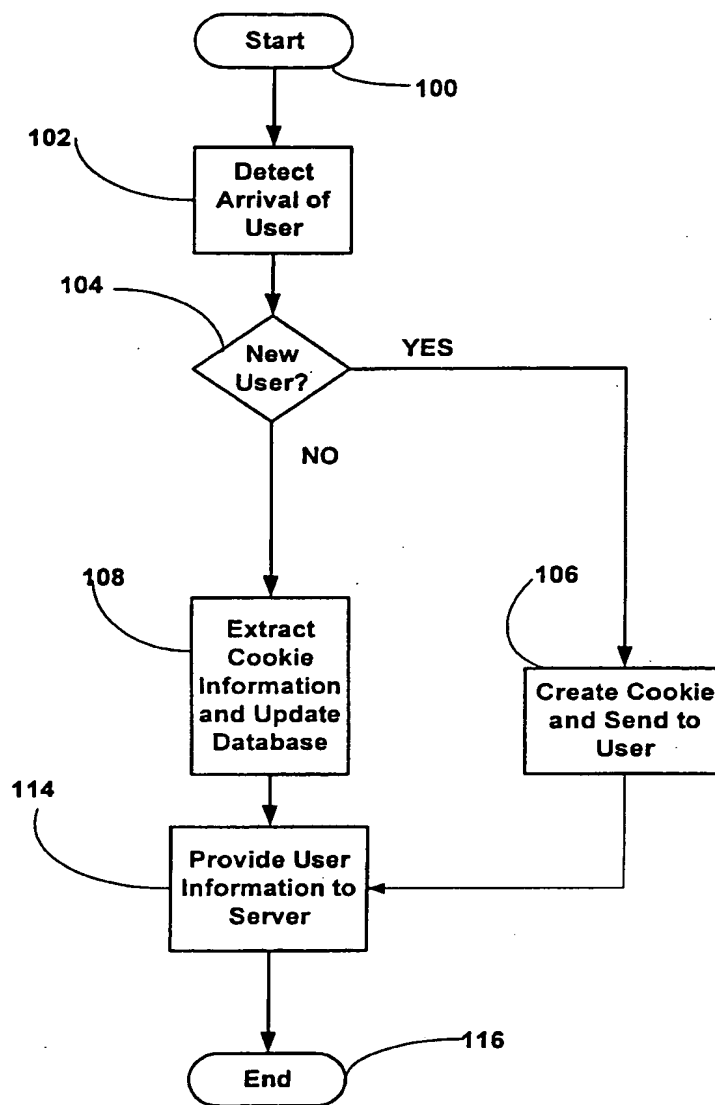 Start
100
102
Detect
Arrival of
User
104
New
User?
YES
NO
108
106
Extract
Cookie
Information
and Update
Database
Create Cookie
and Send to
User
114
Provide User
Information to
Server
116
End